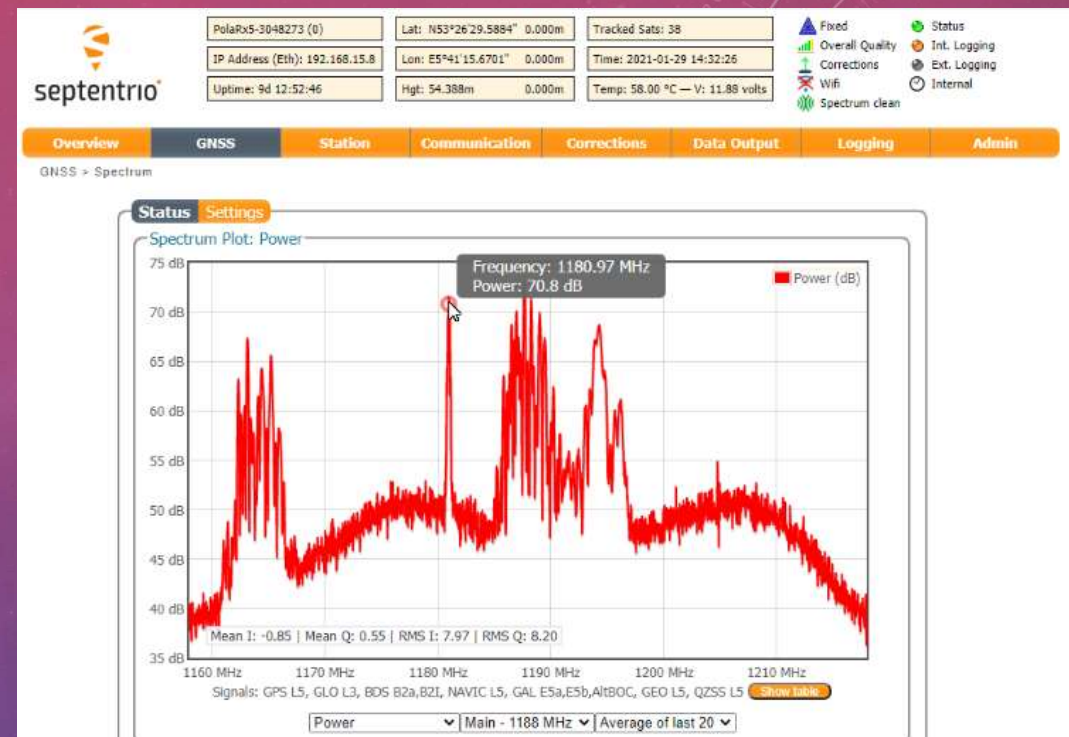 septentrio
PolaRx5-3048273 (0)
IP Address (Eth): 192.168.15.8
Uptime: 9d 12:52:46
Lat: N53°26'29.5884" 0.000m
Lon: E5°41'15.6701" 0.000m
Hgt: 54.388m 0.000m
Tracked Sats: 38
Time: 2021-01-29 14:32:26
Temp: 58.00 °C — V: 11.88 volts
Fixed
Overall Quality
Corrections
Wifi
Spectrum clean
Status
Int. Logging
Ext. Logging
Internal
Overview GNSS Station Communication Corrections Data Output Logging Admin
GNSS > Spectrum
Status Settings
Spectrum Plot: Power
Frequency: 1180.97 MHz
Power: 70.8 dB
Power (dB)
75 dB
70 dB
65 dB
60 dB
55 dB
50 dB
45 dB
40 dB
35 dB
Mean I: -0.85 | Mean Q: 0.55 | RMS I: 7.97 | RMS Q: 8.20
1160 MHz 1170 MHz 1180 MHz 1190 MHz 1200 MHz 1210 MHz
Signals: GPS L5, GLO L3, BDS B2a,B2I, NAVIC L5, GAL E5a,E5b,AltBOC, GEO L5, QZSS L5 Show table
Power Main - 1188 MHz Average of last 20